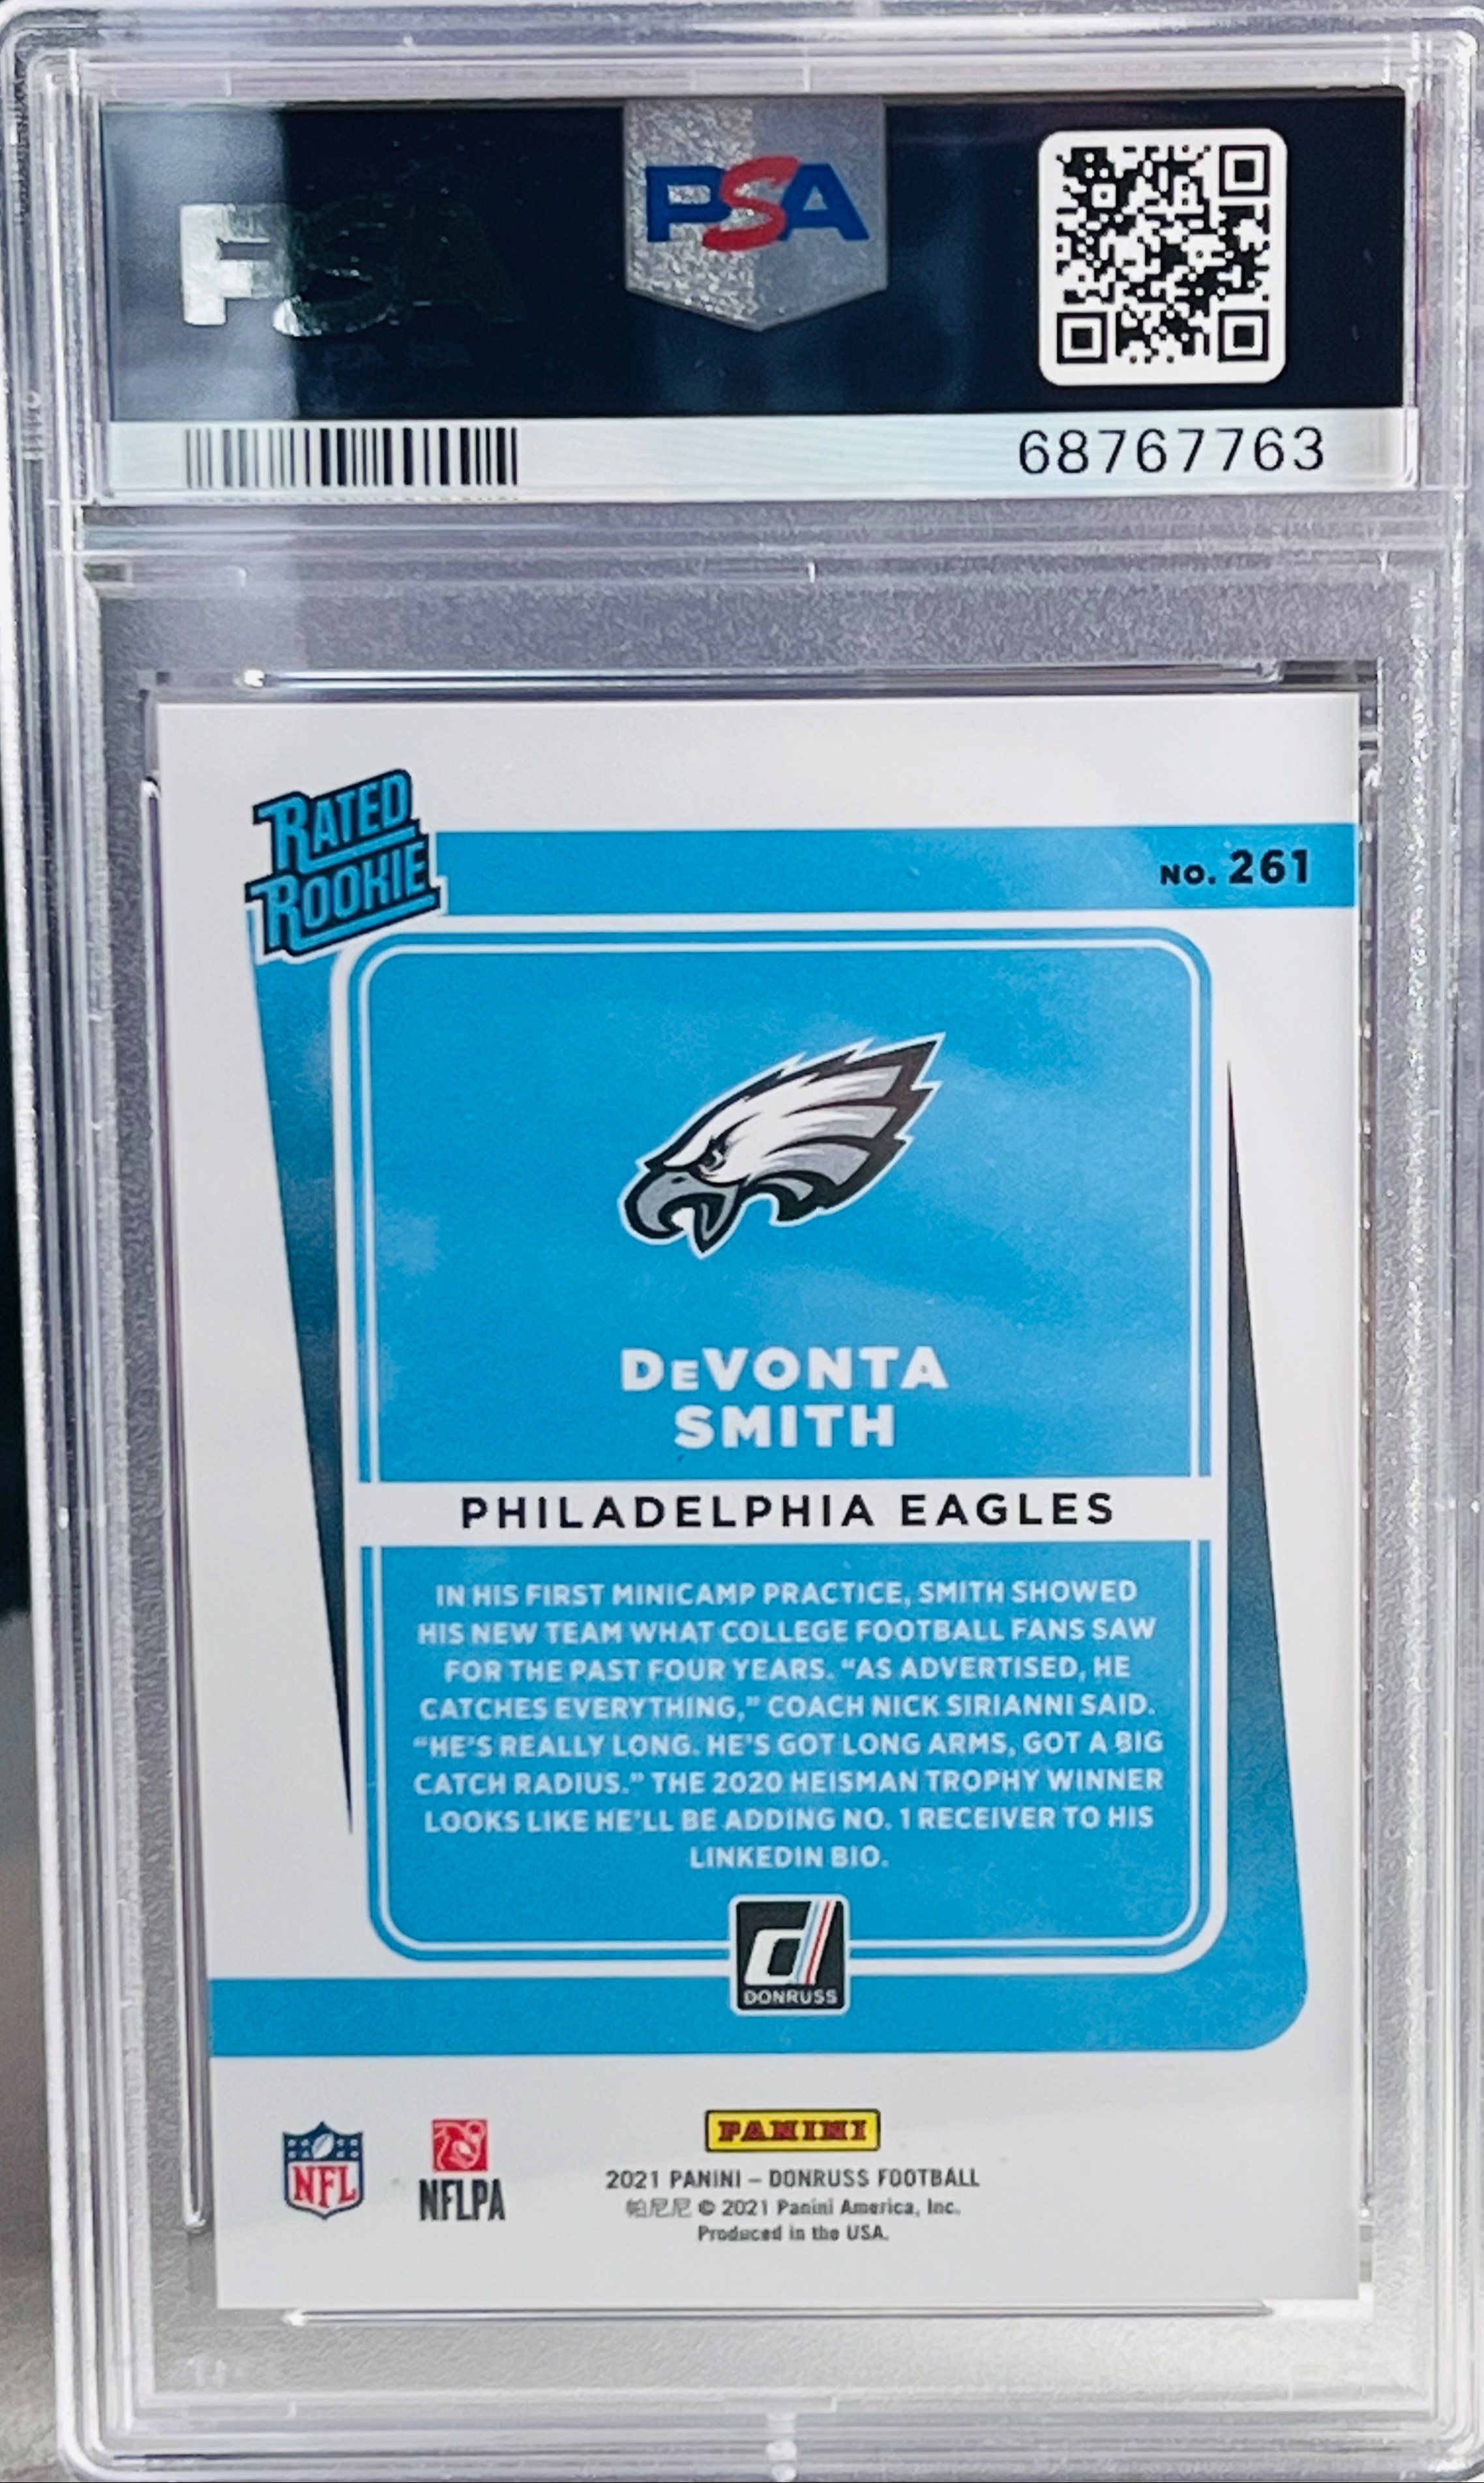 PSA
PSA
68767763
RATED
ROOKIE
NO. 261
DeVONTA
SMITH
PHILADELPHIA EAGLES
IN HIS FIRST MINICAMP PRACTICE, SMITH SHOWED
HIS NEW TEAM WHAT COLLEGE FOOTBALL FANS SAW
FOR THE PAST FOUR YEARS. “AS ADVERTISED, HE
CATCHES EVERYTHING,” COACH NICK SIRIANNI SAID.
“HE’S REALLY LONG. HE’S GOT LONG ARMS, GOT A BIG
CATCH RADIUS.” THE 2020 HEISMAN TROPHY WINNER
LOOKS LIKE HE’LL BE ADDING NO. 1 RECEIVER TO HIS
LINKEDIN BIO.
d
DONRUSS
NFL
NFLPA
PANINI
2021 PANINI – DONRUSS FOOTBALL
帕尼尼 © 2021 Panini America, Inc.
Produced in the USA.